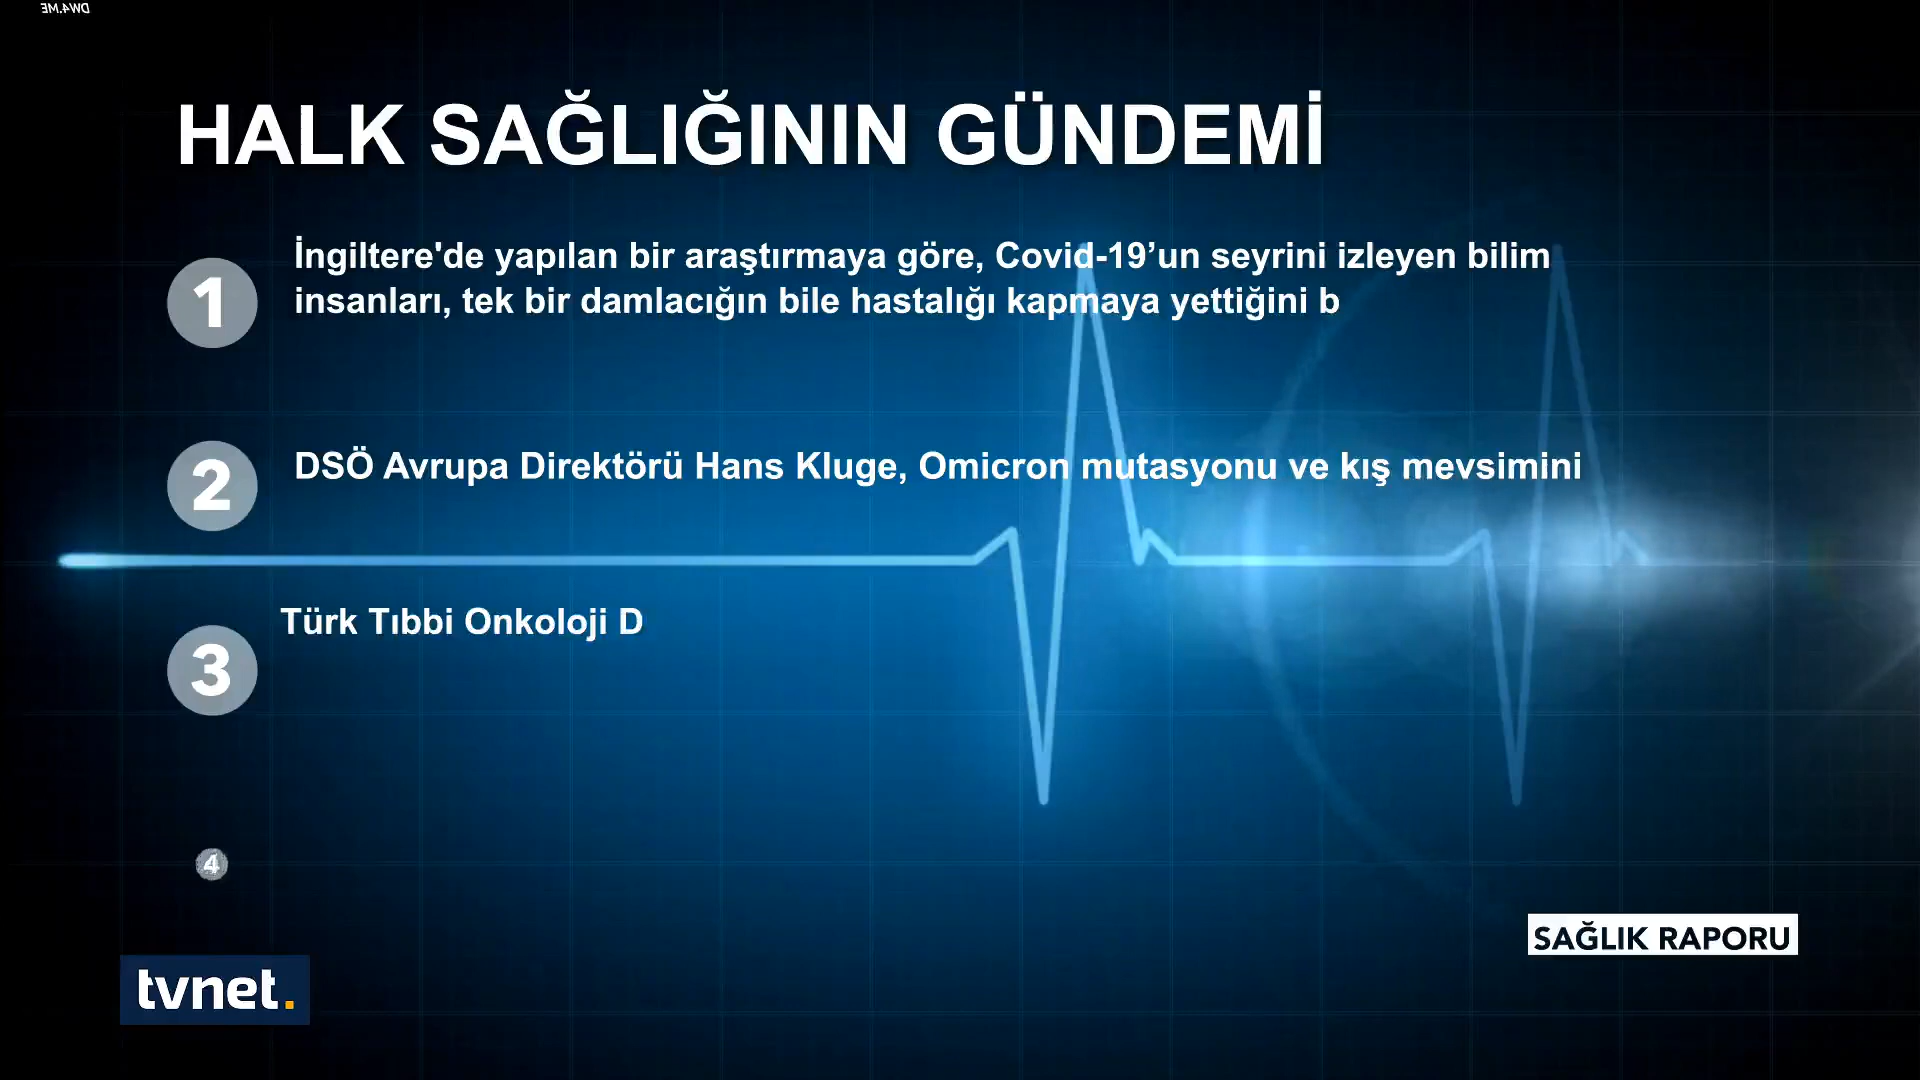 DW4.ME
HALK SAĞLIĞININ GÜNDEMİ
1
İngiltere'de yapılan bir araştırmaya göre, Covid-19’un seyrini izleyen bilim
insanları, tek bir damlacığın bile hastalığı kapmaya yettiğini b
2
DSÖ Avrupa Direktörü Hans Kluge, Omicron mutasyonu ve kış mevsimini
3
Türk Tıbbi Onkoloji D
4
SAĞLIK RAPORU
tvnet.